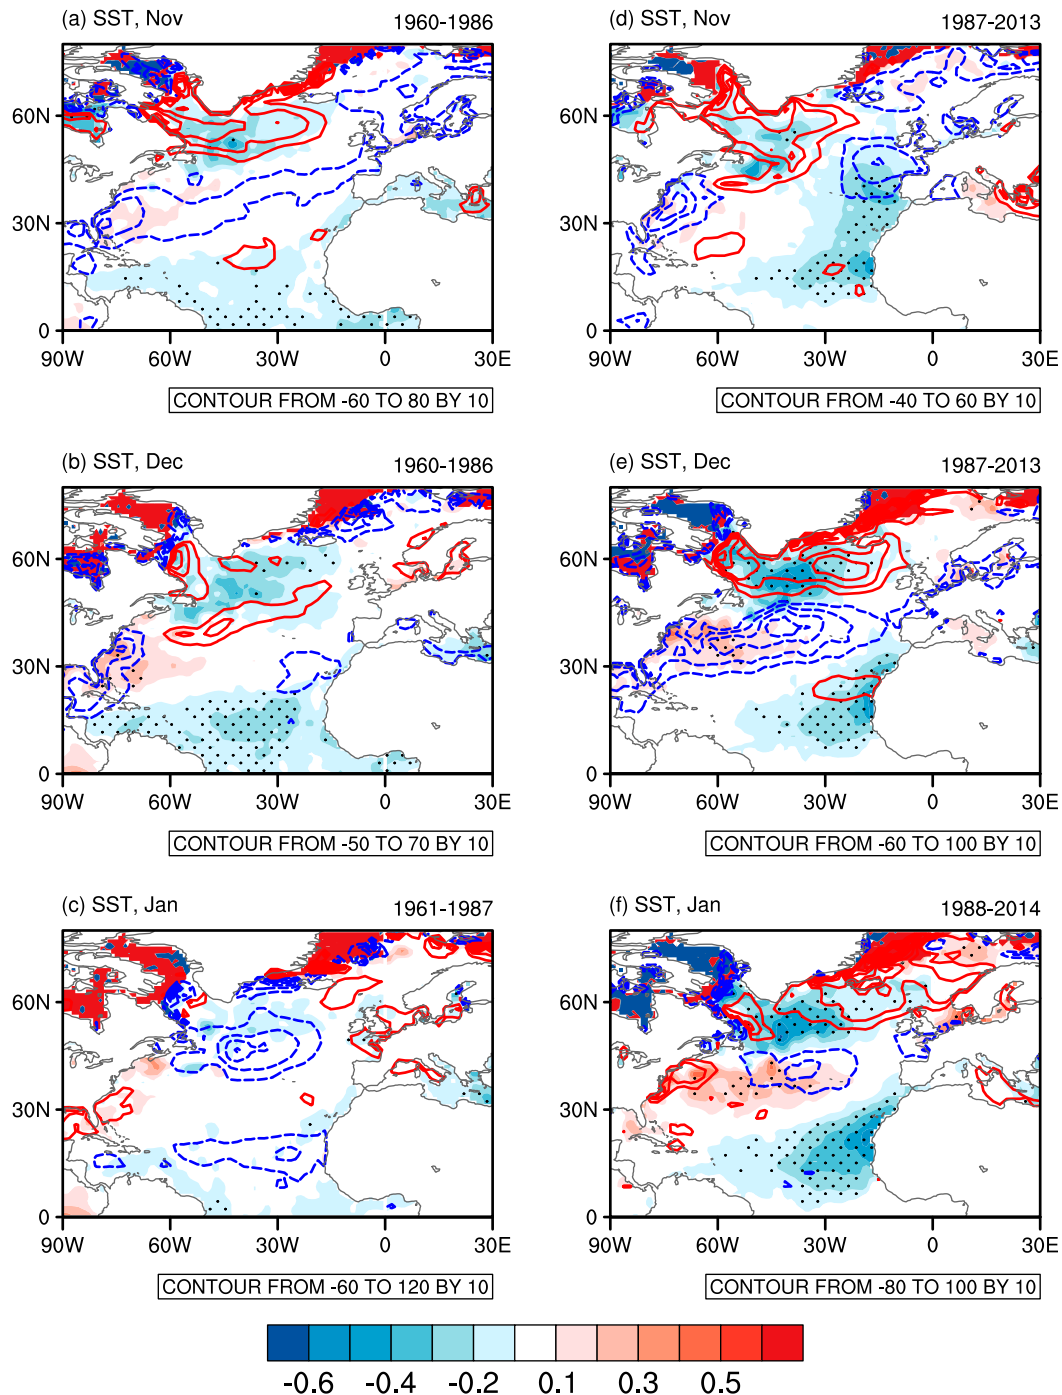 (a) SST, Nov 1960-1986
60N
30N
0
90W 60W 30W 0 30E
CONTOUR FROM -60 TO 80 BY 10
(d) SST, Nov 1987-2013
60N
30N
0
90W 60W 30W 0 30E
CONTOUR FROM -40 TO 60 BY 10
(b) SST, Dec 1960-1986
60N
30N
0
90W 60W 30W 0 30E
CONTOUR FROM -50 TO 70 BY 10
(e) SST, Dec 1987-2013
60N
30N
0
90W 60W 30W 0 30E
CONTOUR FROM -60 TO 100 BY 10
(c) SST, Jan 1961-1987
60N
30N
0
90W 60W 30W 0 30E
CONTOUR FROM -60 TO 120 BY 10
(f) SST, Jan 1988-2014
60N
30N
0
90W 60W 30W 0 30E
CONTOUR FROM -80 TO 100 BY 10
-0.6 -0.4 -0.2 0.1 0.3 0.5